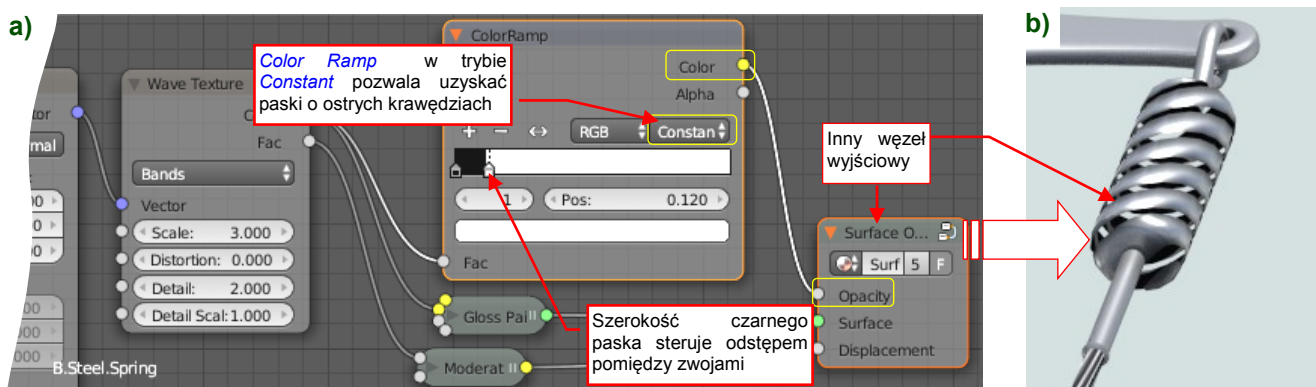 a)
Wave Texture
Fac
Bands
Vector
Scale: 3.000
Distortion: 0.000
Detail: 2.000
Detail Scal: 1.000
B.Steel.Spring
Color Ramp w trybie
Constant pozwala uzyskać
paski o ostrych krawędziach
ColorRamp
Color
Alpha
RGB
Constan
1
Pos: 0.120
Fac
Gloss Pai
Moderat
Szerokość czarnego
paska steruje odstępem
pomiędzy zwojami
Inny węzeł
wyjściowy
Surface O...
Surf 5 F
Opacity
Surface
Displacement
b)